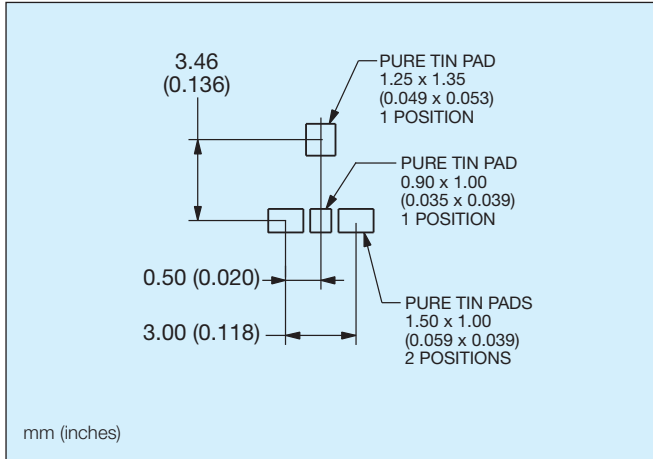 3.46
(0.136)
PURE TIN PAD
1.25 x 1.35
(0.049 x 0.053)
1 POSITION
PURE TIN PAD
0.90 x 1.00
(0.035 x 0.039)
1 POSITION
0.50 (0.020)
3.00 (0.118)
PURE TIN PADS
1.50 x 1.00
(0.059 x 0.039)
2 POSITIONS
mm (inches)